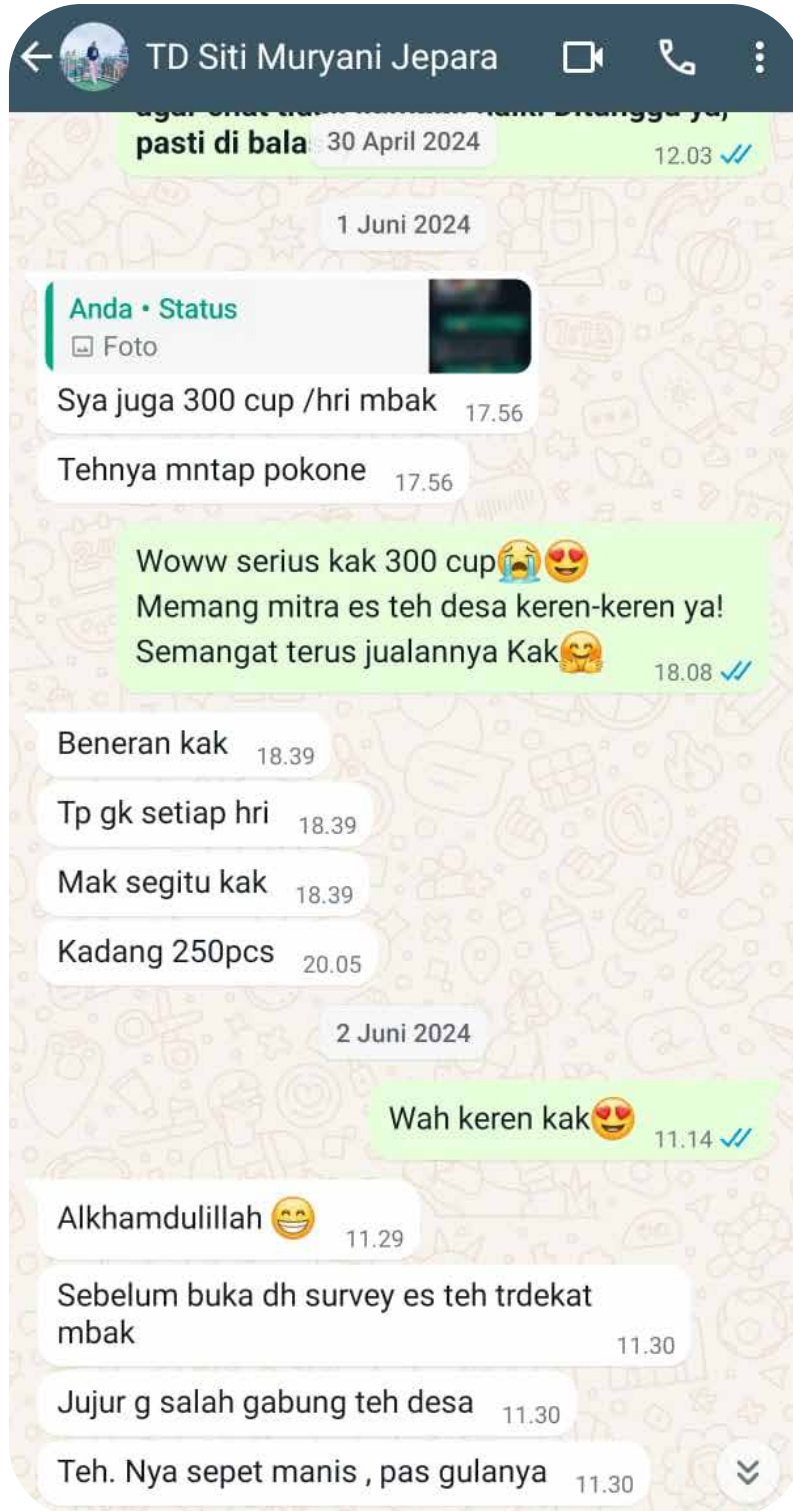 TD Siti Muryani Jepara
pasti di bala
30 April 2024
12.03
1 Juni 2024
Anda • Status
Foto
Sya juga 300 cup /hri mbak 17.56
Tehnya mntap pokone 17.56
Woww serius kak 300 cup😭😍
Memang mitra es teh desa keren-keren ya!
Semangat terus jualannya Kak🤗 18.08
Beneran kak 18.39
Tp gk setiap hri 18.39
Mak segitu kak 18.39
Kadang 250pcs 20.05
2 Juni 2024
Wah keren kak😍 11.14
Alkhamdulillah 😁 11.29
Sebelum buka dh survey es teh trdekat
mbak 11.30
Jujur g salah gabung teh desa 11.30
Teh. Nya sepet manis , pas gulanya 11.30